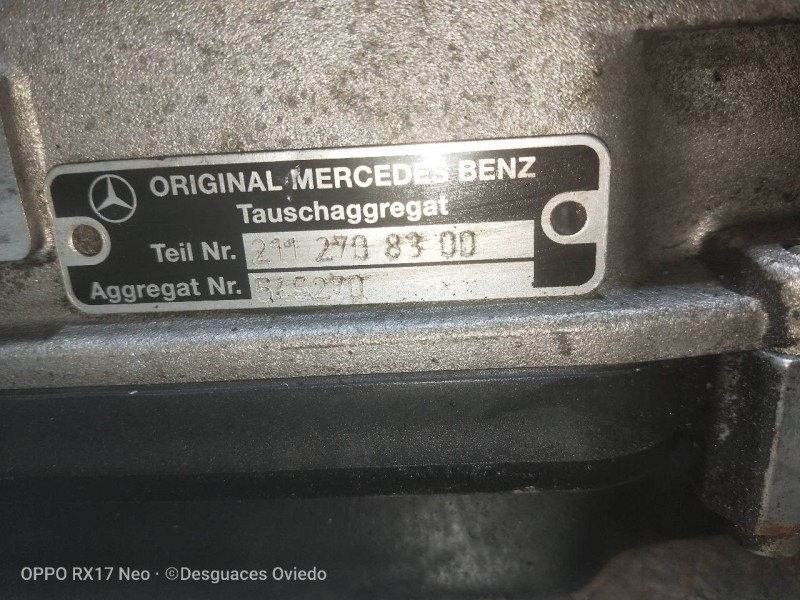 ORIGINAL MERCEDES BENZ
Tauschaggregat
Teil Nr. 211 270 83 00
Aggregat Nr.
OPPO RX17 Neo · ©Desguaces Oviedo